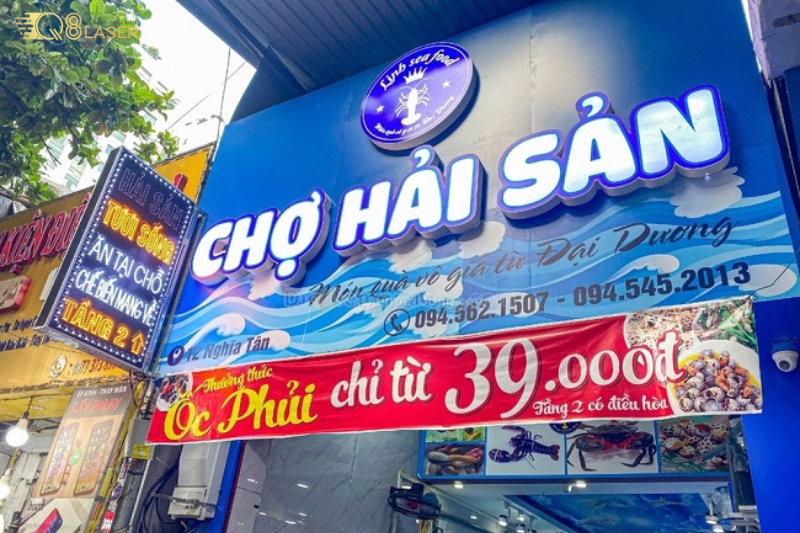 Q8LASER
Linh sea food
CHỢ HẢI SẢN
Món quà vô giá từ Đại Dương
094.562.1507 - 094.545.2013
12 Nghĩa Tân
HẢI SẢN
TƯƠI SỐNG
ĂN TẠI CHỖ
CHẾ BIẾN MANG VỀ
TẦNG 2
Thưởng thức
Ốc Phủi chỉ từ 39.000đ
Tầng 2 có điều hòa